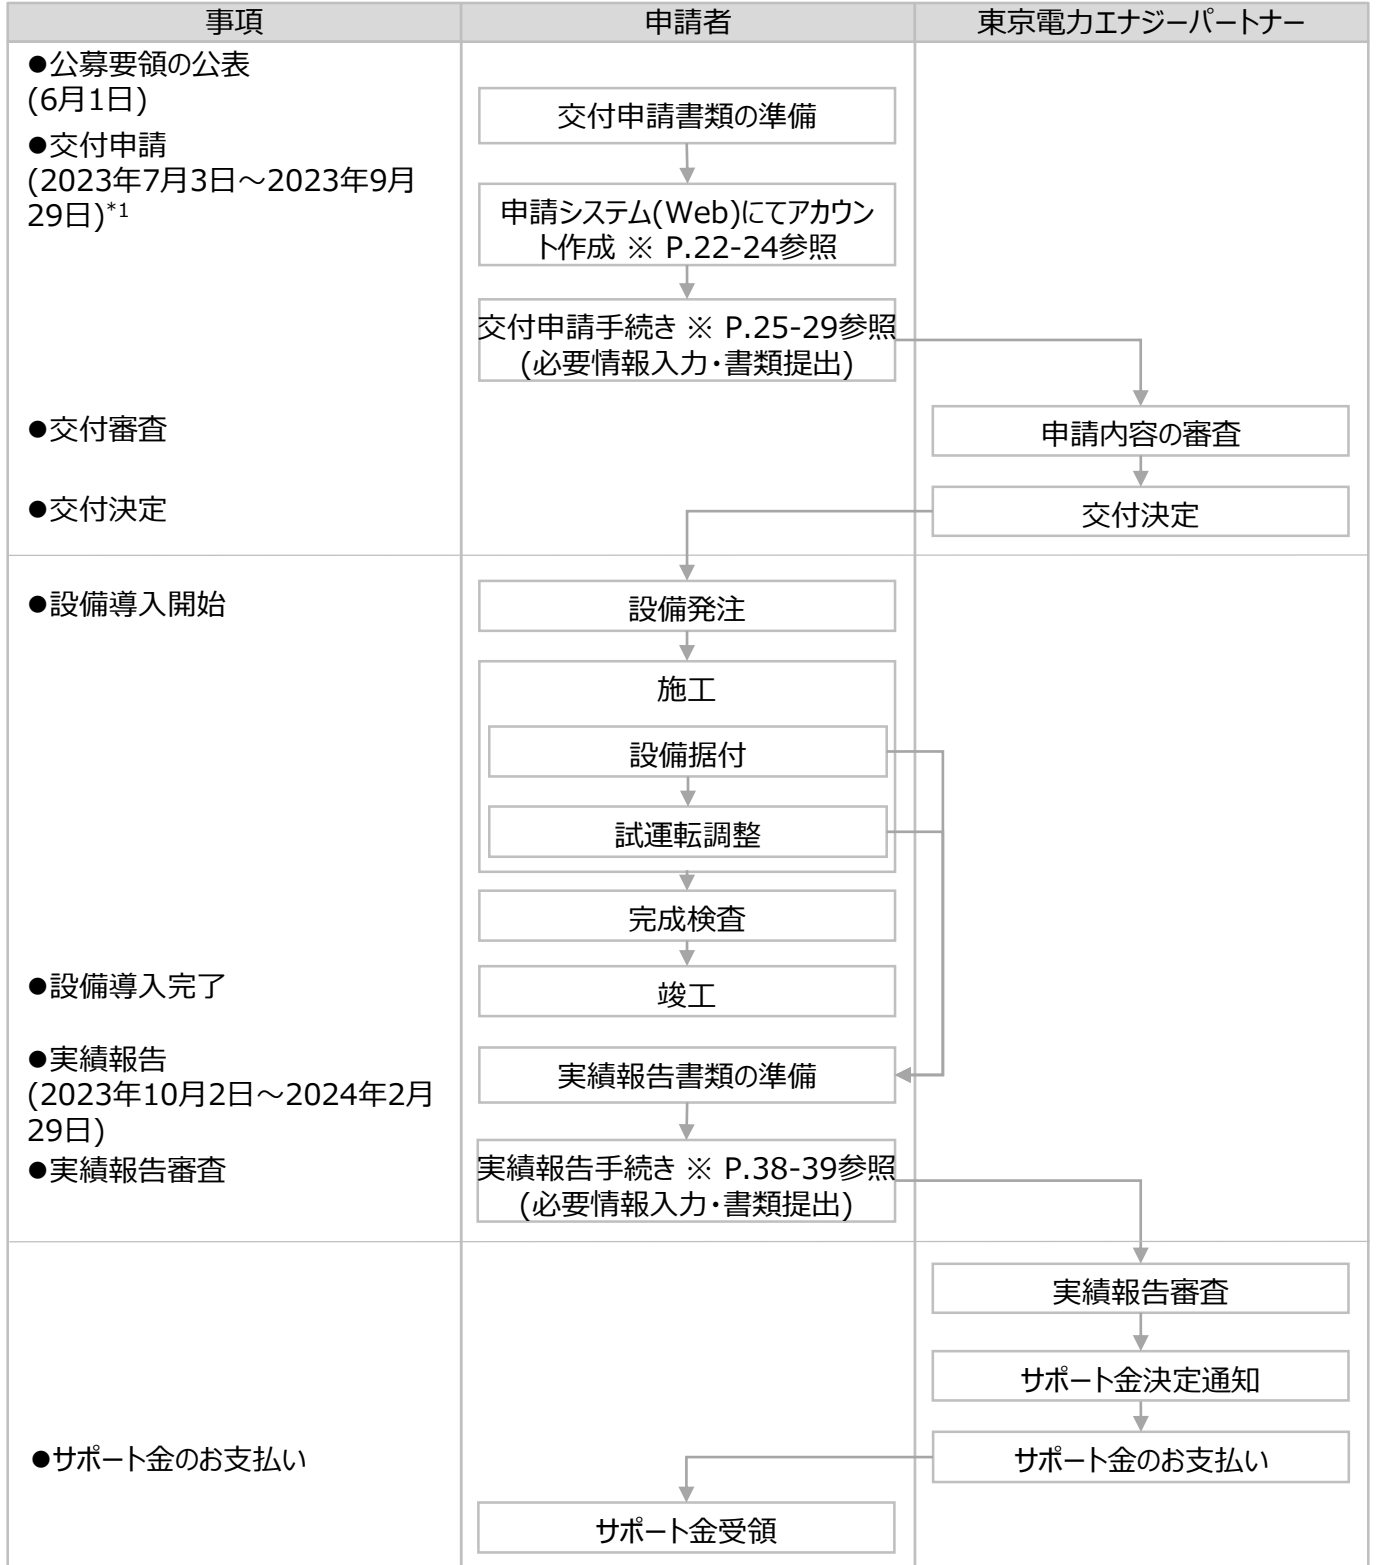 事項
申請者
東京電力エナジーパートナー
●公募要領の公表
(6月1日)
交付申請書類の準備
●交付申請
(2023年7月3日～2023年9月
29日)*1
申請システム(Web)にてアカウン
ト作成 ※ P.22-24参照
交付申請手続き ※ P.25-29参照
(必要情報入力・書類提出)
●交付審査
申請内容の審査
●交付決定
交付決定
●設備導入開始
設備発注
施工
設備据付
試運転調整
完成検査
●設備導入完了
竣工
●実績報告
(2023年10月2日～2024年2月
29日)
実績報告書類の準備
●実績報告審査
実績報告手続き ※ P.38-39参照
(必要情報入力・書類提出)
実績報告審査
サポート金決定通知
●サポート金のお支払い
サポート金のお支払い
サポート金受領